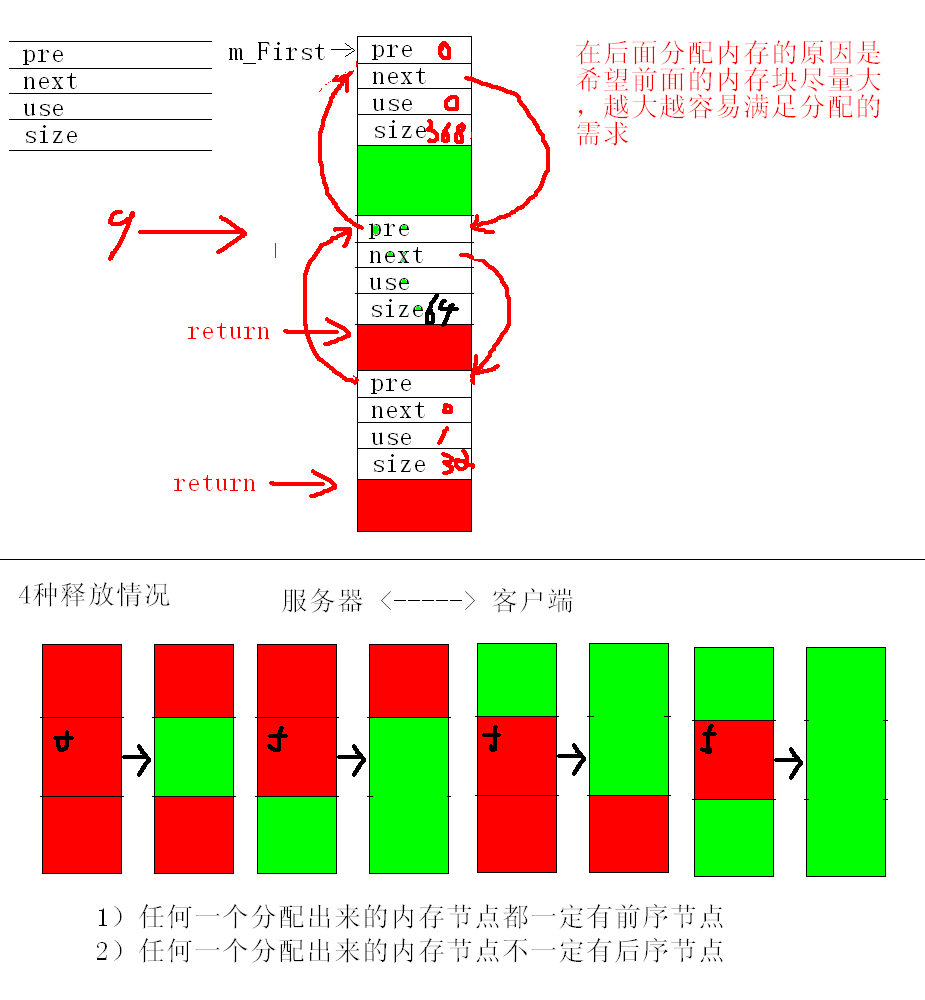 pre
next
use
size
m_First
pre 0
next
use 0
size 368
在后面分配内存的原因是
希望前面的内存块尽量大
，越大越容易满足分配的
需求
pre
next
use
size 64
return
pre
next 0
use 1
size 32
return
4种释放情况
服务器 <-----> 客户端
1）任何一个分配出来的内存节点都一定有前序节点
2）任何一个分配出来的内存节点不一定有后序节点